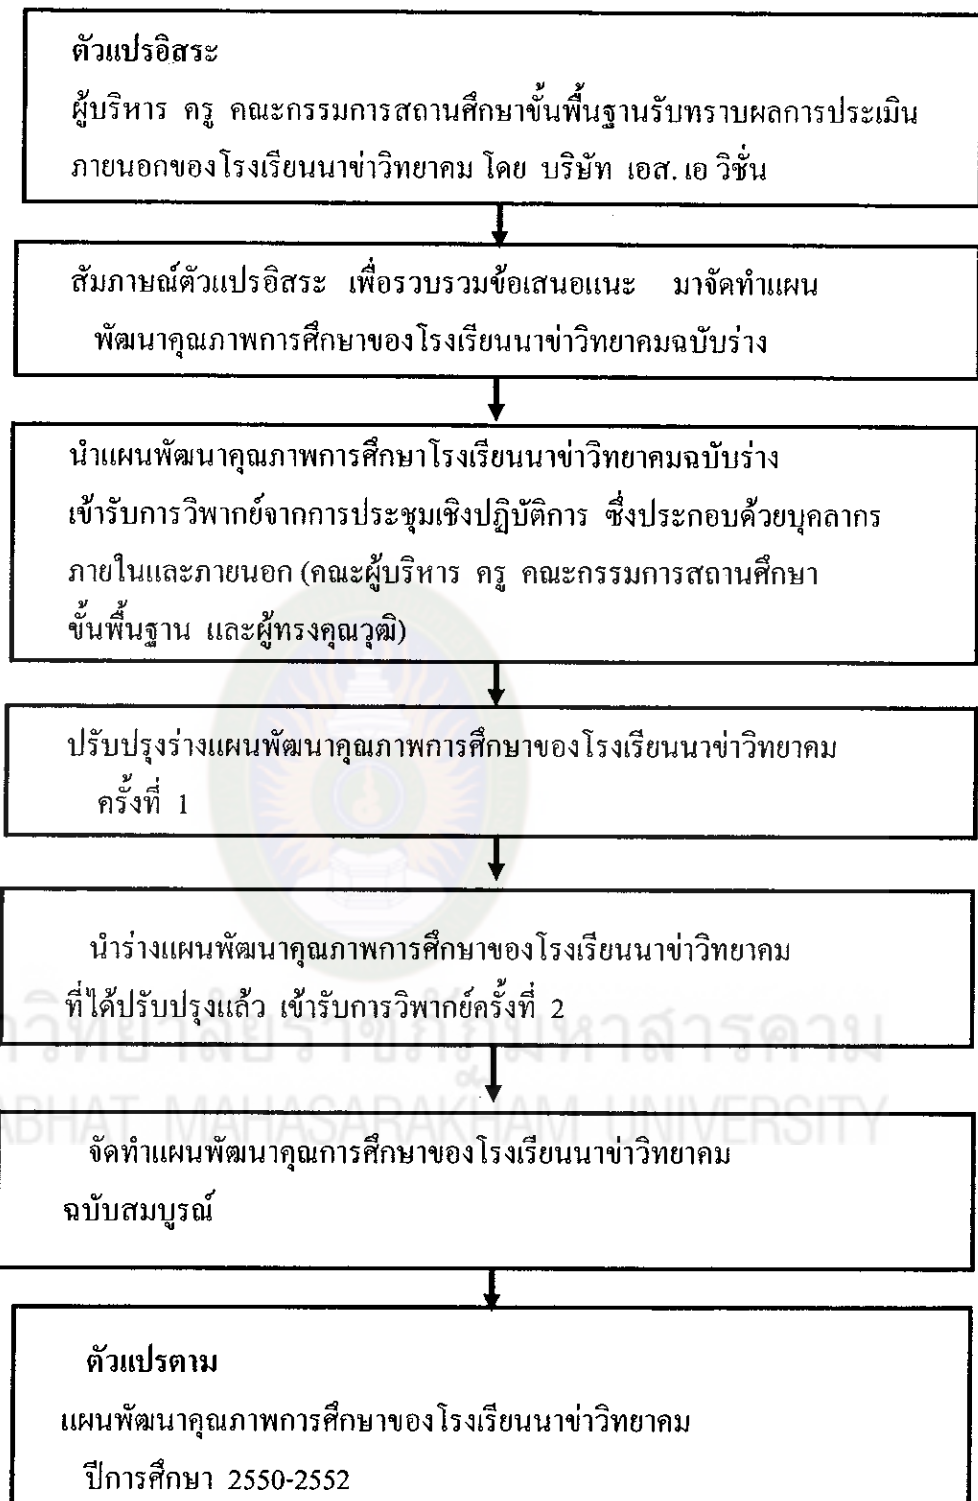 ตัวแปรอิสระ
ผู้บริหาร ครู คณะกรรมการสถานศึกษาขั้นพื้นฐานรับทราบผลการประเมิน
ภายนอกของโรงเรียนนาข่าวิทยาคม โดย บริษัท เอส. เอ วิชั่น
สัมภาษณ์ตัวแปรอิสระ เพื่อรวบรวมข้อเสนอแนะ มาจัดทำแผน
พัฒนาคุณภาพการศึกษาของโรงเรียนนาข่าวิทยาคมฉบับร่าง
นำแผนพัฒนาคุณภาพการศึกษาโรงเรียนนาข่าวิทยาคมฉบับร่าง
เข้ารับการวิพากย์จากการประชุมเชิงปฏิบัติการ ซึ่งประกอบด้วยบุคลากร
ภายในและภายนอก (คณะผู้บริหาร ครู คณะกรรมการสถานศึกษา
ขั้นพื้นฐาน และผู้ทรงคุณวุฒิ)
ปรับปรุงร่างแผนพัฒนาคุณภาพการศึกษาของโรงเรียนนาข่าวิทยาคม
ครั้งที่ 1
นำร่างแผนพัฒนาคุณภาพการศึกษาของโรงเรียนนาข่าวิทยาคม
ที่ได้ปรับปรุงแล้ว เข้ารับการวิพากย์ครั้งที่ 2
าวิทยาลัยราชภัฏมหาสารคาม
ABHAT MAHASARAKHAM UNIVERSITY
จัดทำแผนพัฒนาคุณการศึกษาของโรงเรียนนาข่าวิทยาคม
ฉบับสมบูรณ์
ตัวแปรตาม
แผนพัฒนาคุณภาพการศึกษาของโรงเรียนนาข่าวิทยาคม
ปีการศึกษา 2550-2552